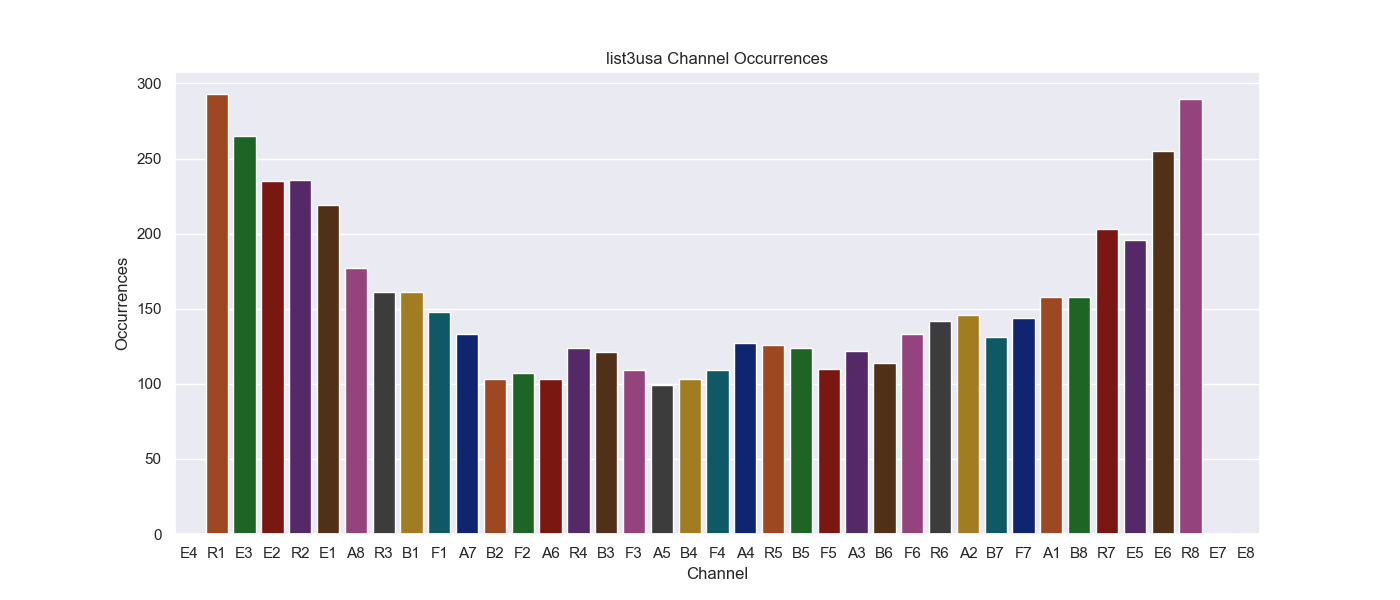 list3usa Channel Occurrences
300
250
200
150
100
50
0
Occurrences
E4 R1 E3 E2 R2 E1 A8 R3 B1 F1 A7 B2 F2 A6 R4 B3 F3 A5 B4 F4 A4 R5 B5 F5 A3 B6 F6 R6 A2 B7 F7 A1 B8 R7 E5 E6 R8 E7 E8
Channel